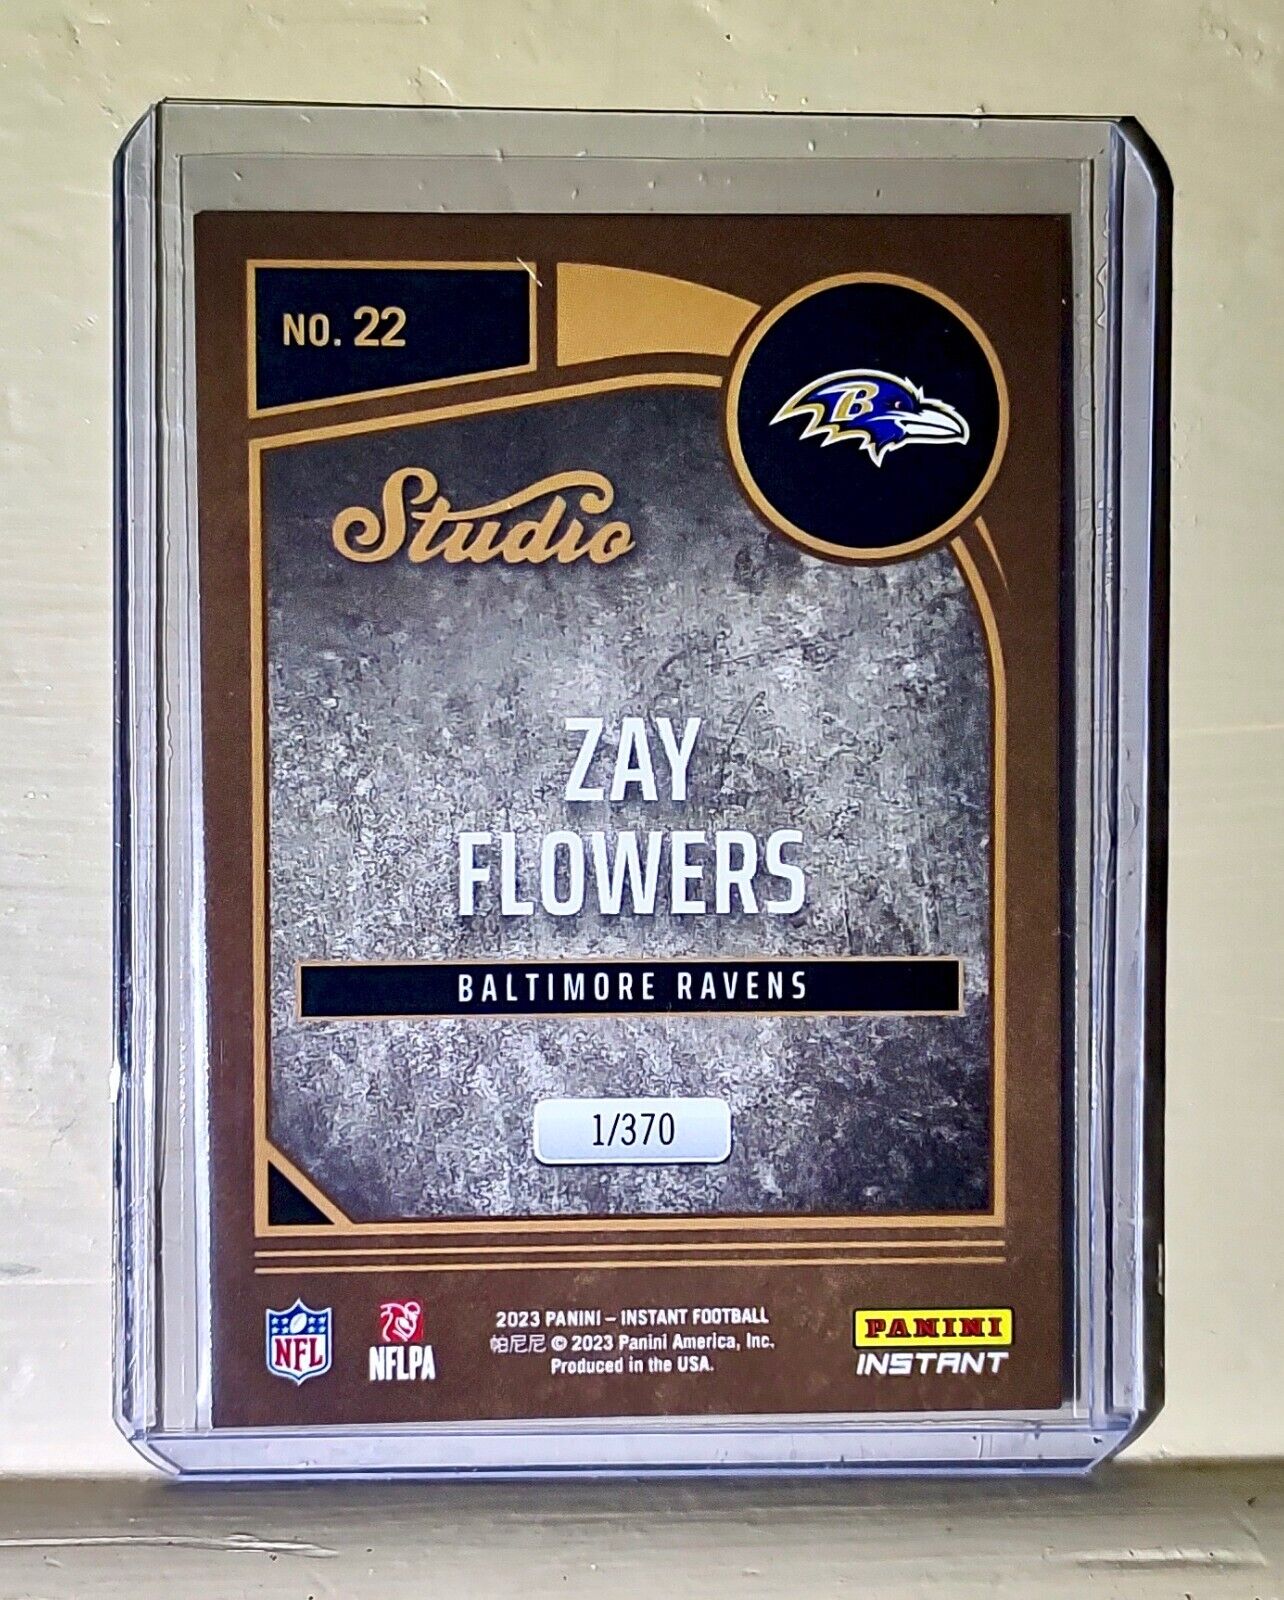 NO. 22
B
Studio
ZAY
FLOWERS
BALTIMORE RAVENS
1/370
NFL
NFLPA
2023 PANINI – INSTANT FOOTBALL
帕尼尼 © 2023 Panini America, Inc.
Produced in the USA.
PANINI
INSTANT